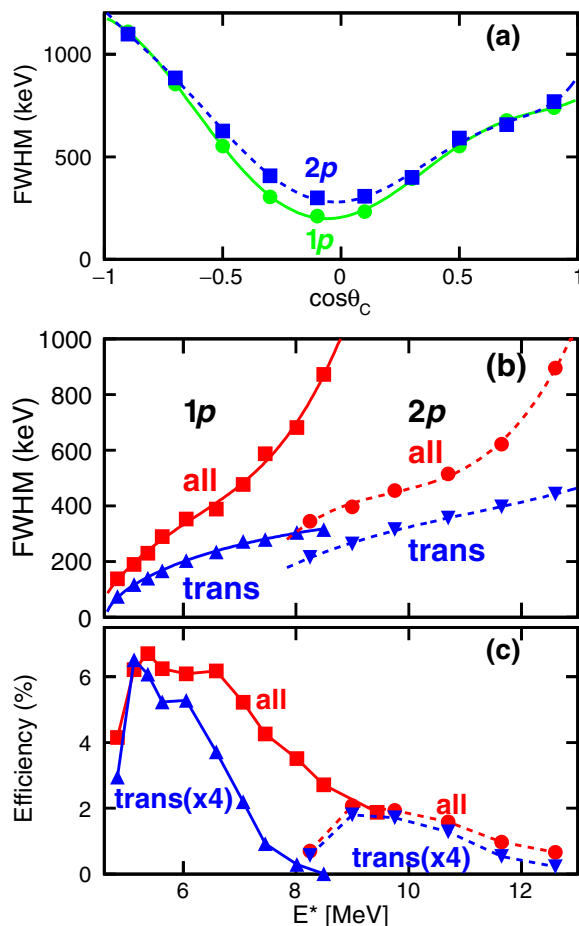 (a)
FWHM (keV)
1000
500
0
2p
1p
−1 −0.5 0 0.5 1
cosθC
(b)
FWHM (keV)
1000
800
600
400
200
0
1p 2p
all all
trans trans
(c)
Efficiency (%)
6
4
2
0
all
trans(x4)
all
trans(x4)
6 8 10 12
E* [MeV]